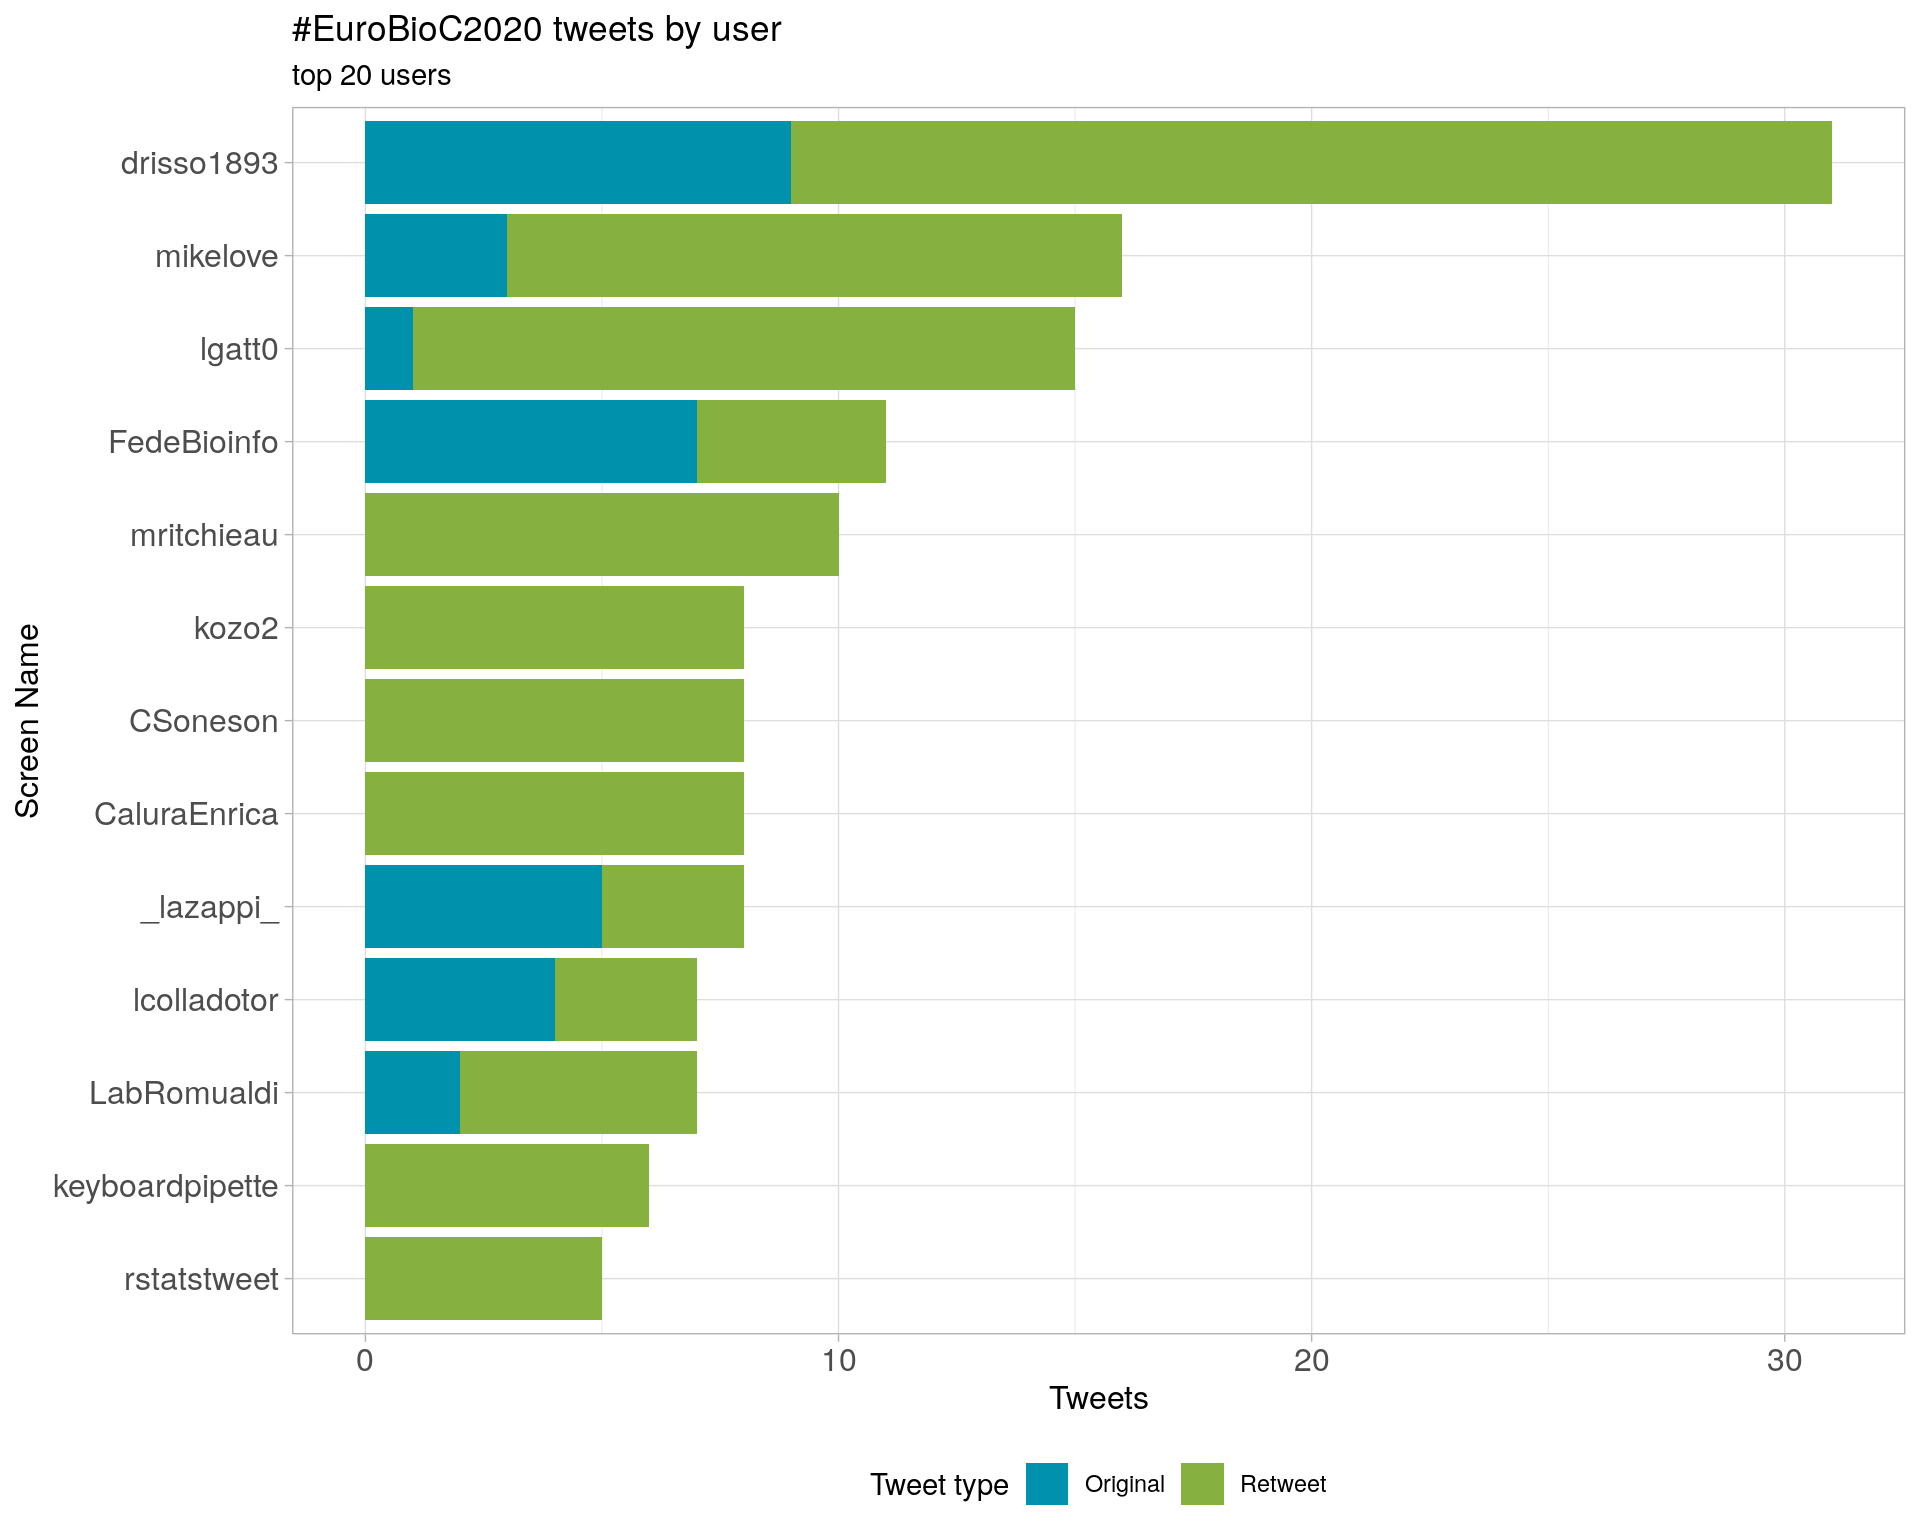 #EuroBioC2020 tweets by user
top 20 users
drisso1893
mikelove
lgatt0
FedeBioinfo
mritchieau
kozo2
CSoneson
CaluraEnrica
_lazappi_
lcolladotor
LabRomualdi
keyboardpipette
rstatstweet
Screen Name
0 10 20 30
Tweets
Tweet type Original Retweet